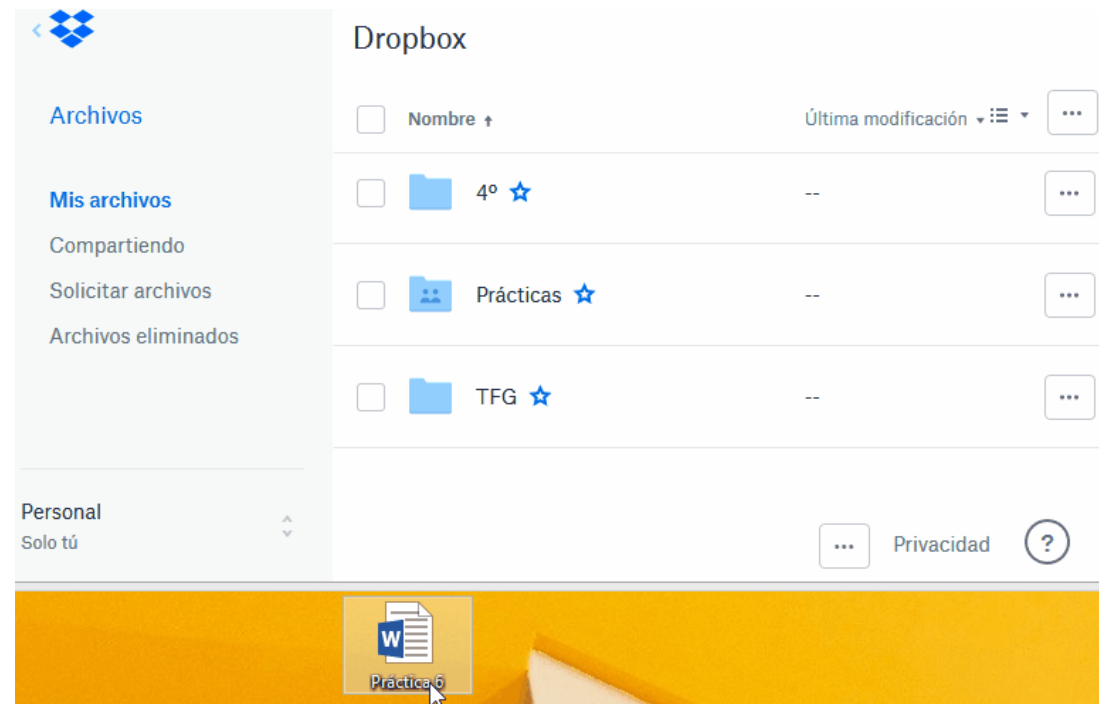 Dropbox
Archivos
Nombre
Última modificación
Mis archivos
Compartiendo
Solicitar archivos
Archivos eliminados
4º
--
Prácticas
--
TFG
--
Personal
Solo tú
Privacidad
?
W
Práctica 6